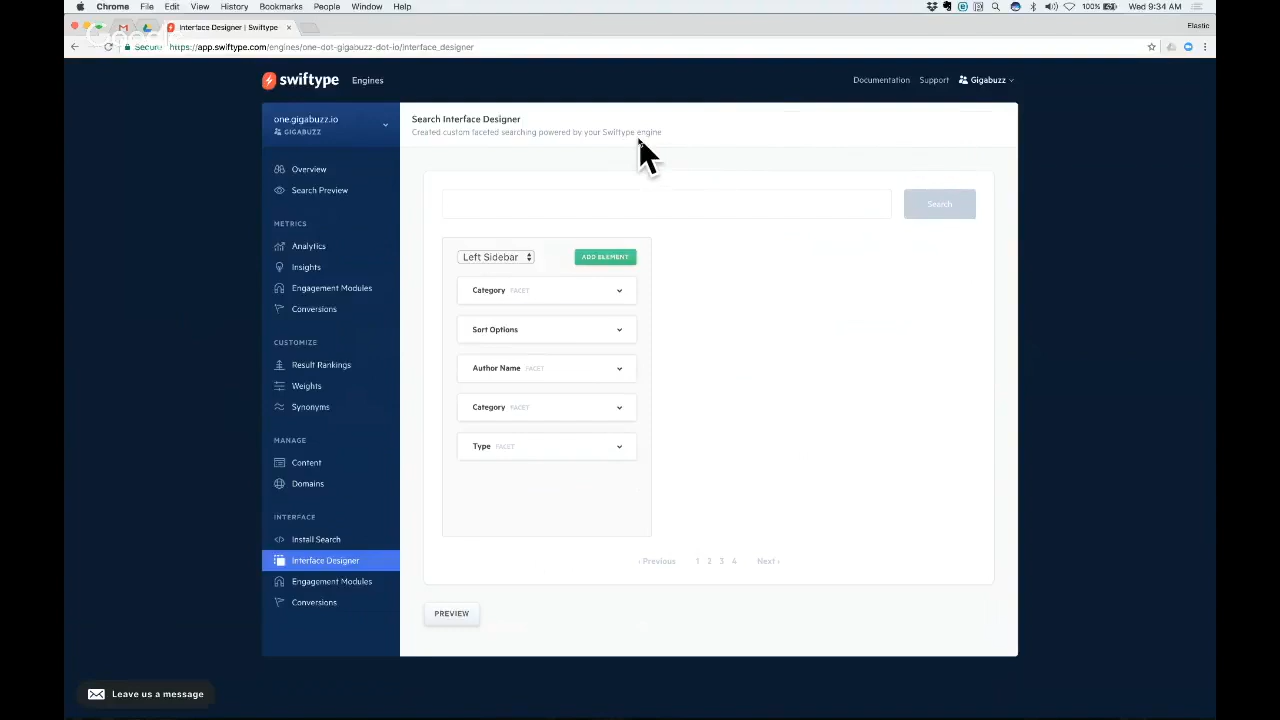 Chrome File Edit View History Bookmarks People Window Help 100% Wed 9:34 AM
Interface Designer | Swiftype Elastic
Secure https://app.swiftype.com/engines/one-dot-gigabuzz-dot-io/interface_designer
swiftype Engines Documentation Support Gigabuzz
one.gigabuzz.io
GIGABUZZ
Overview
Search Preview
METRICS
Analytics
Insights
Engagement Modules
Conversions
CUSTOMIZE
Result Rankings
Weights
Synonyms
MANAGE
Content
Domains
INTERFACE
Install Search
Interface Designer
Engagement Modules
Conversions
Search Interface Designer
Created custom faceted searching powered by your Swiftype engine
Search
Left Sidebar ADD ELEMENT
Category FACET
Sort Options
Author Name FACET
Category FACET
Type FACET
‹ Previous 1 2 3 4 Next ›
PREVIEW
Leave us a message